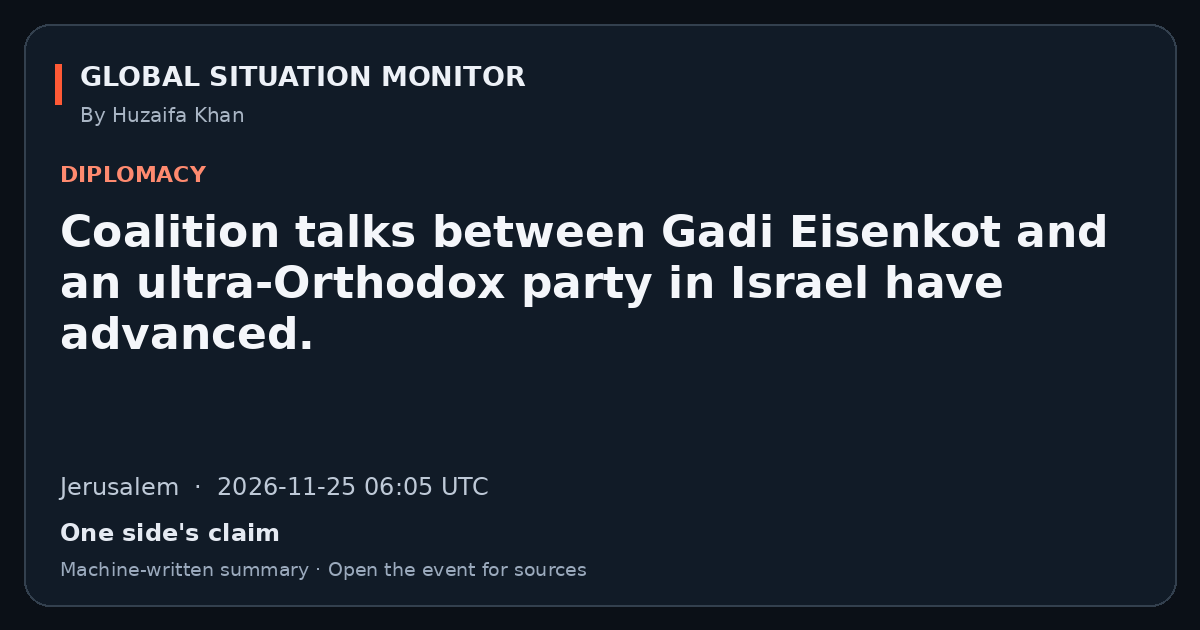 GLOBAL SITUATION MONITOR
By Huzaifa Khan
DIPLOMACY
Coalition talks between Gadi Eisenkot and
an ultra-Orthodox party in Israel have
advanced.
Jerusalem · 2026-11-25 06:05 UTC
One side's claim
Machine-written summary · Open the event for sources